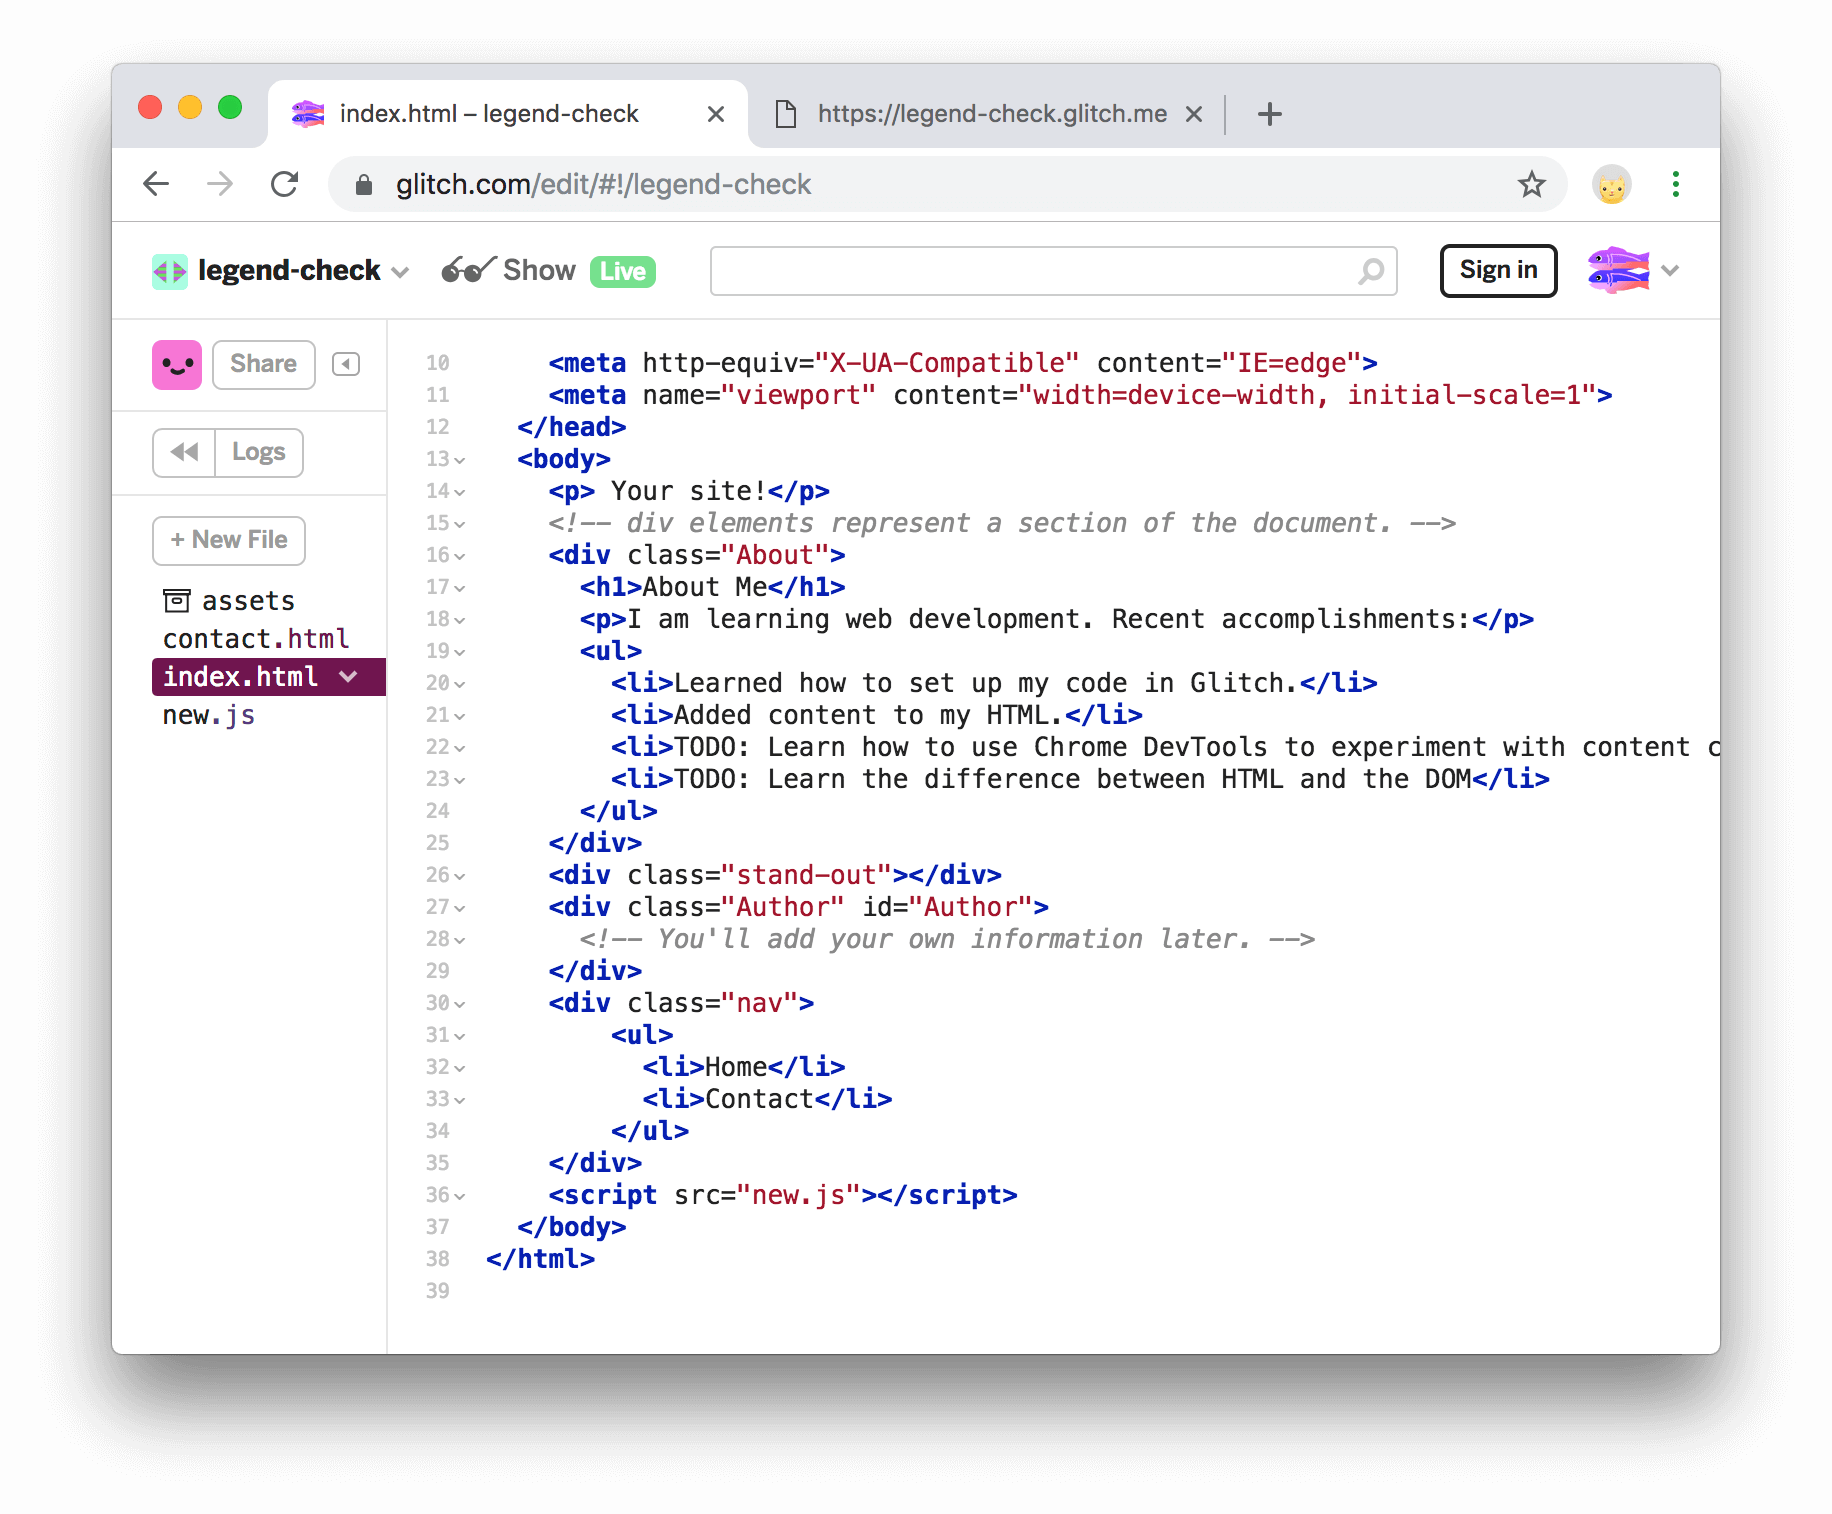 index.html – legend-check
https://legend-check.glitch.me
glitch.com/edit/#!/legend-check
legend-check
Show Live
Sign in
Share
Logs
+ New File
assets
contact.html
index.html
new.js
10 <meta http-equiv="X-UA-Compatible" content="IE=edge">
11 <meta name="viewport" content="width=device-width, initial-scale=1">
12 </head>
13 <body>
14 <p> Your site!</p>
15 <!-- div elements represent a section of the document. -->
16 <div class="About">
17 <h1>About Me</h1>
18 <p>I am learning web development. Recent accomplishments:</p>
19 <ul>
20 <li>Learned how to set up my code in Glitch.</li>
21 <li>Added content to my HTML.</li>
22 <li>TODO: Learn how to use Chrome DevTools to experiment with content c
23 <li>TODO: Learn the difference between HTML and the DOM</li>
24 </ul>
25 </div>
26 <div class="stand-out"></div>
27 <div class="Author" id="Author">
28 <!-- You'll add your own information later. -->
29 </div>
30 <div class="nav">
31 <ul>
32 <li>Home</li>
33 <li>Contact</li>
34 </ul>
35 </div>
36 <script src="new.js"></script>
37 </body>
38 </html>
39